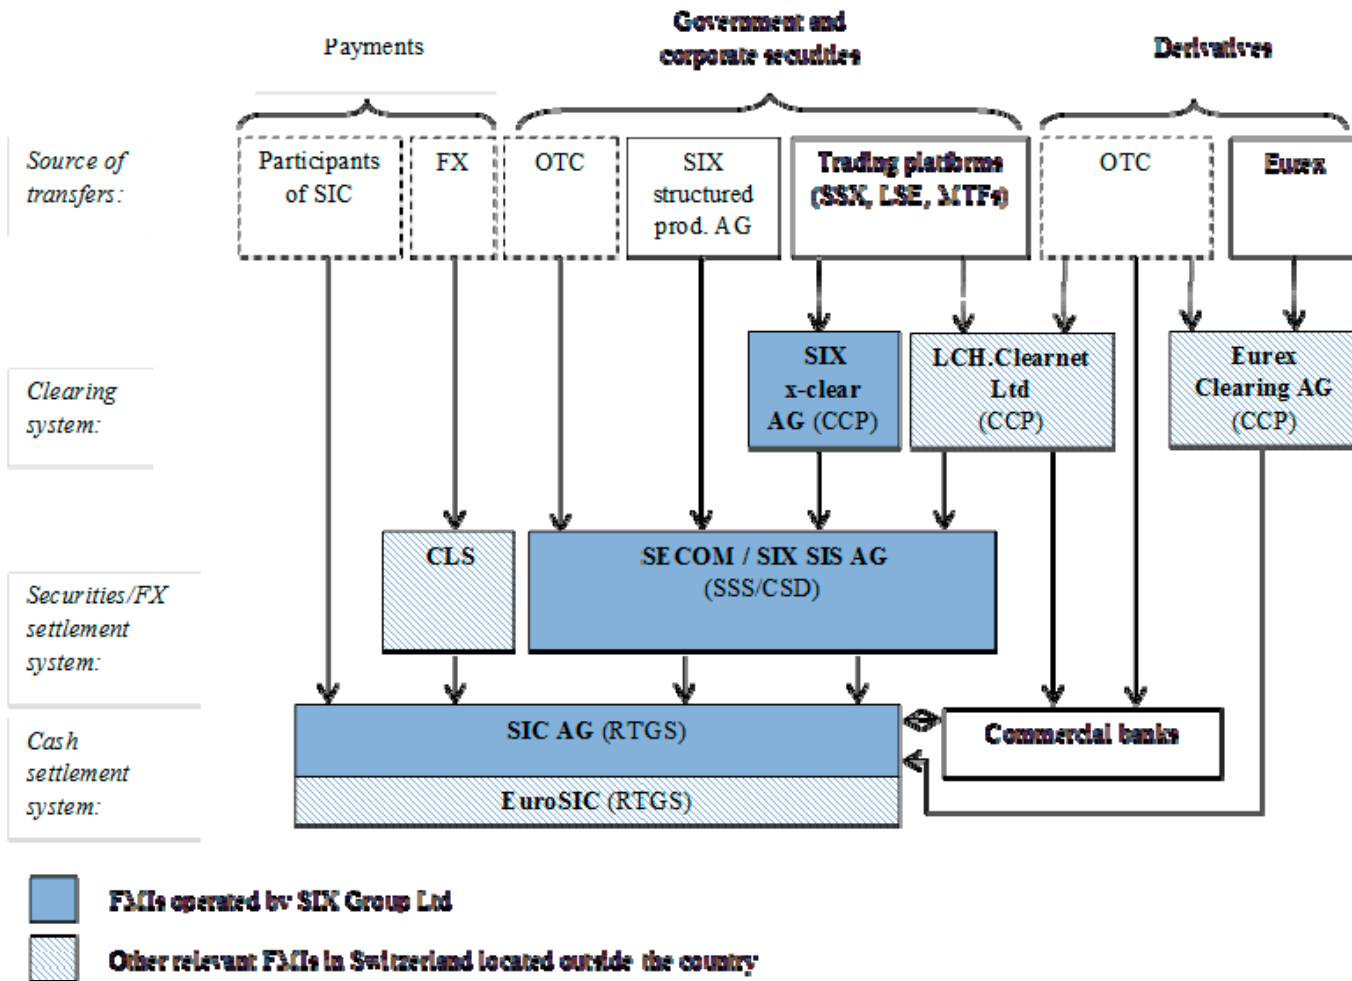 Payments
Government and
corporate securities
Derivatives
Source of
transfers:
Participants
of SIC
FX
OTC
SIX
structured
prod. AG
Trading platforms
(SSX, LSE, MTFs)
OTC
Eurex
Clearing
system:
SIX
x-clear
AG (CCP)
LCH.Clearnet
Ltd
(CCP)
Eurex
Clearing AG
(CCP)
Securities/FX
settlement
system:
CLS
SECOM / SIX SIS AG
(SSS/CSD)
Cash
settlement
system:
SIC AG (RTGS)
EuroSIC (RTGS)
Commercial banks
FMIs operated by SIX Group Ltd
Other relevant FMIs in Switzerland located outside the country